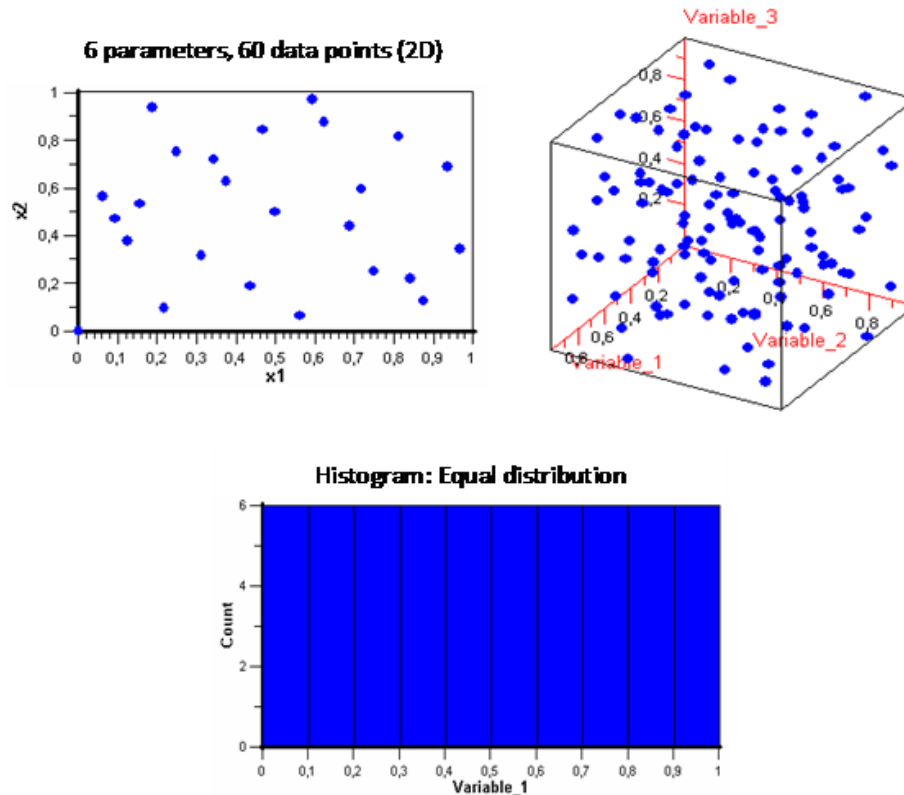 6 parameters, 60 data points (2D)
1
0,8
0,6
0,4
0,2
0
x2
0 0,1 0,2 0,3 0,4 0,5 0,6 0,7 0,8 0,9 1
x1
Variable_3
0,8
0,6
0,4
0,2
0,2
0,4
0,6
0,8
Variable_1
0,2
0,6
0,8
Variable_2
Histogram: Equal distribution
6
4
2
0
Count
0 0,1 0,2 0,3 0,4 0,5 0,6 0,7 0,8 0,9 1
Variable_1